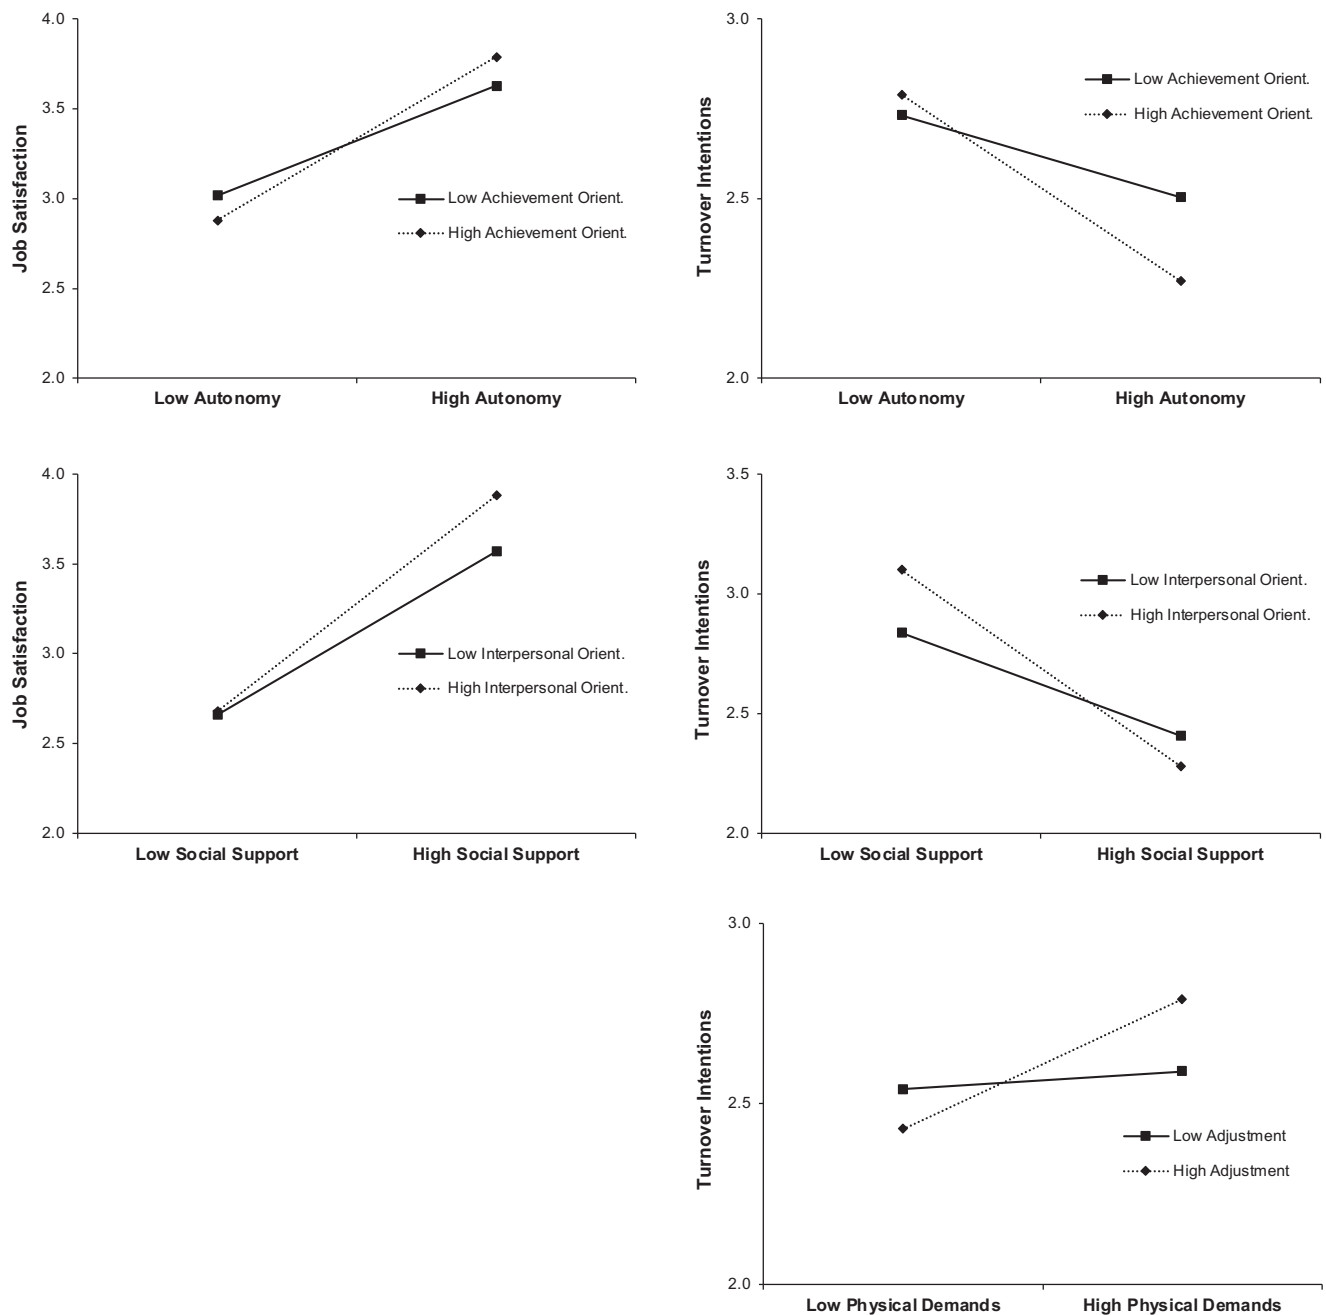 4.0
3.5
3.0
2.5
2.0
Job Satisfaction
Low Achievement Orient.
High Achievement Orient.
Low Autonomy
High Autonomy
3.0
2.5
2.0
Turnover Intentions
Low Achievement Orient.
High Achievement Orient.
Low Autonomy
High Autonomy
4.0
3.5
3.0
2.5
2.0
Job Satisfaction
Low Interpersonal Orient.
High Interpersonal Orient.
Low Social Support
High Social Support
3.5
3.0
2.5
2.0
Turnover Intentions
Low Interpersonal Orient.
High Interpersonal Orient.
Low Social Support
High Social Support
3.0
2.5
2.0
Turnover Intentions
Low Adjustment
High Adjustment
Low Physical Demands
High Physical Demands